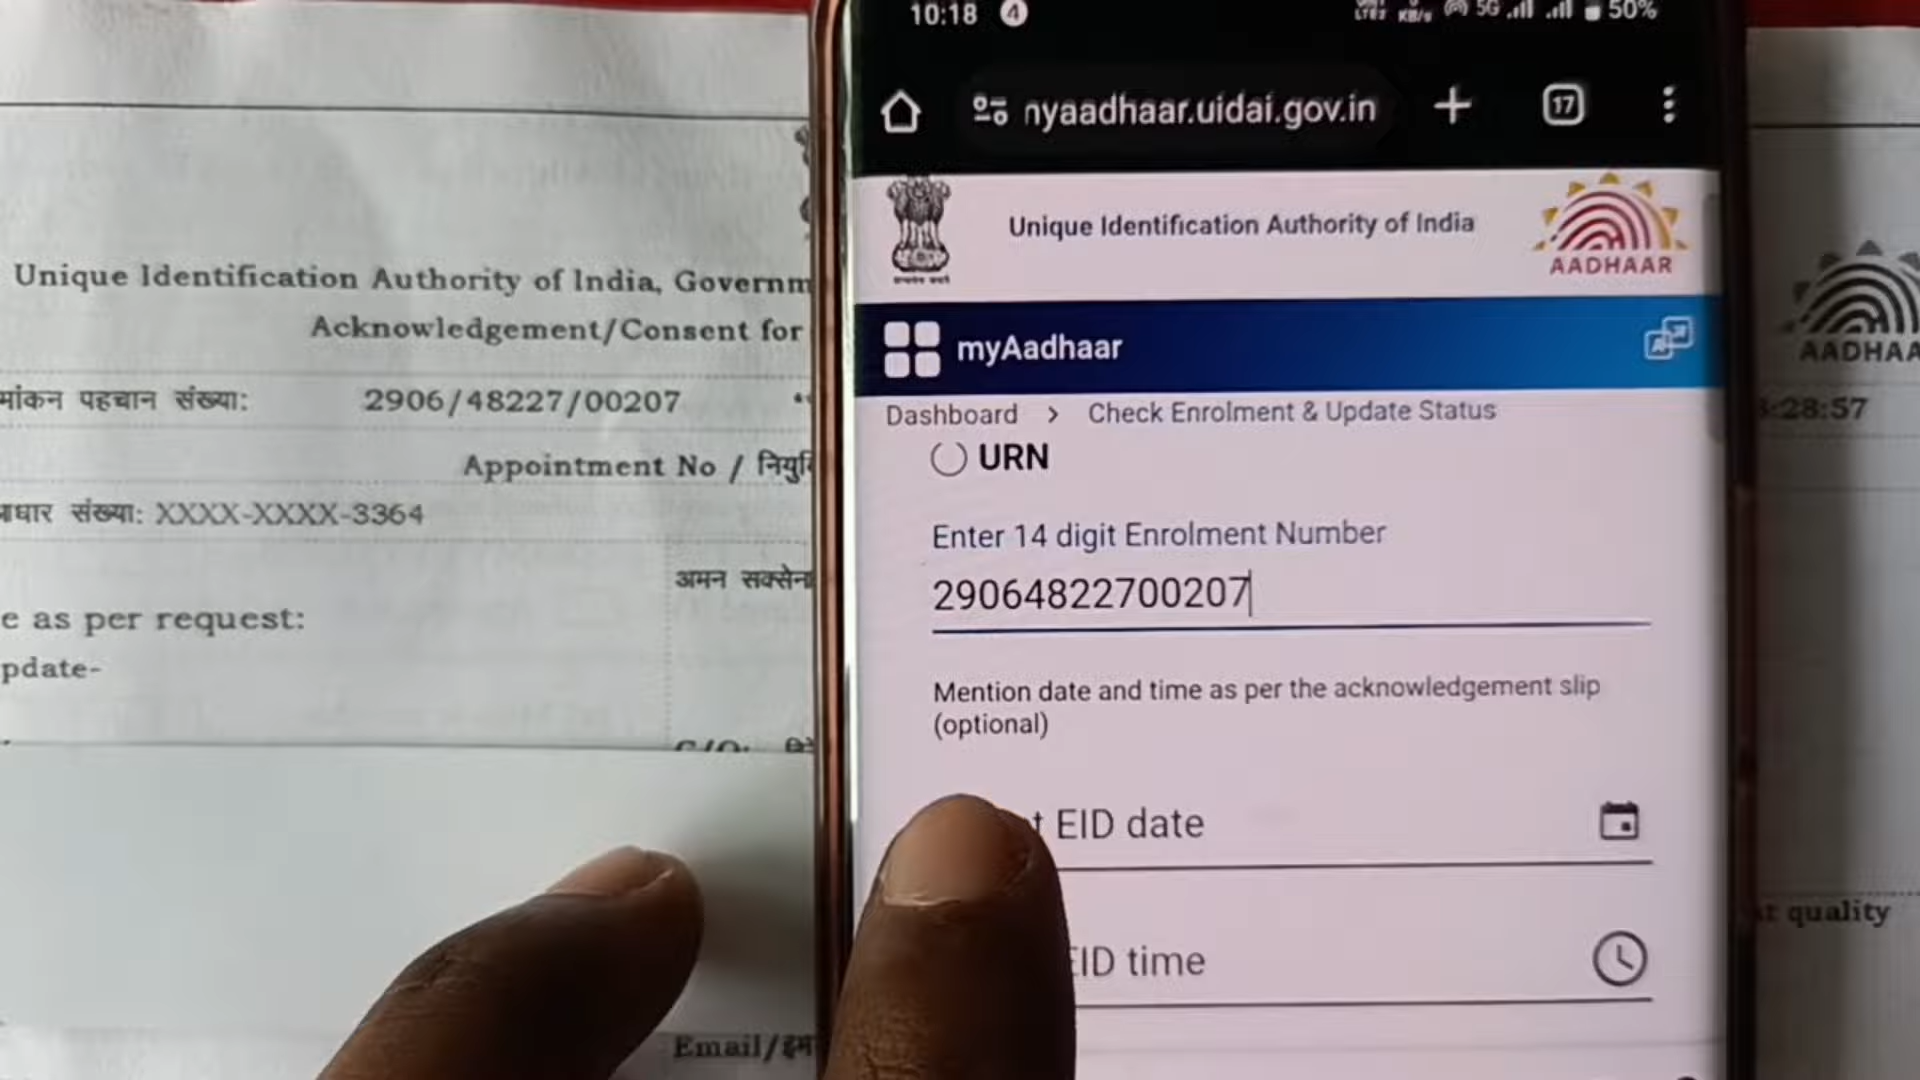 Unique Identification Authority of India,
Acknowledgement/Consent for
पहचान संख्या: 2906/48227/00207
Appointment No /
संख्या: XXXX-XXXX-3364
अमन सक्सेना
e as per request:
pdate-
Email/
10:18 4
5G 50%
nyaadhaar.uidai.gov.in
17
Unique Identification Authority of India
AADHAAR
myAadhaar
Dashboard > Check Enrolment & Update Status
URN
Enter 14 digit Enrolment Number
29064822700207
Mention date and time as per the acknowledgement slip
(optional)
EID date
EID time
AADHAA
:28:57
quality